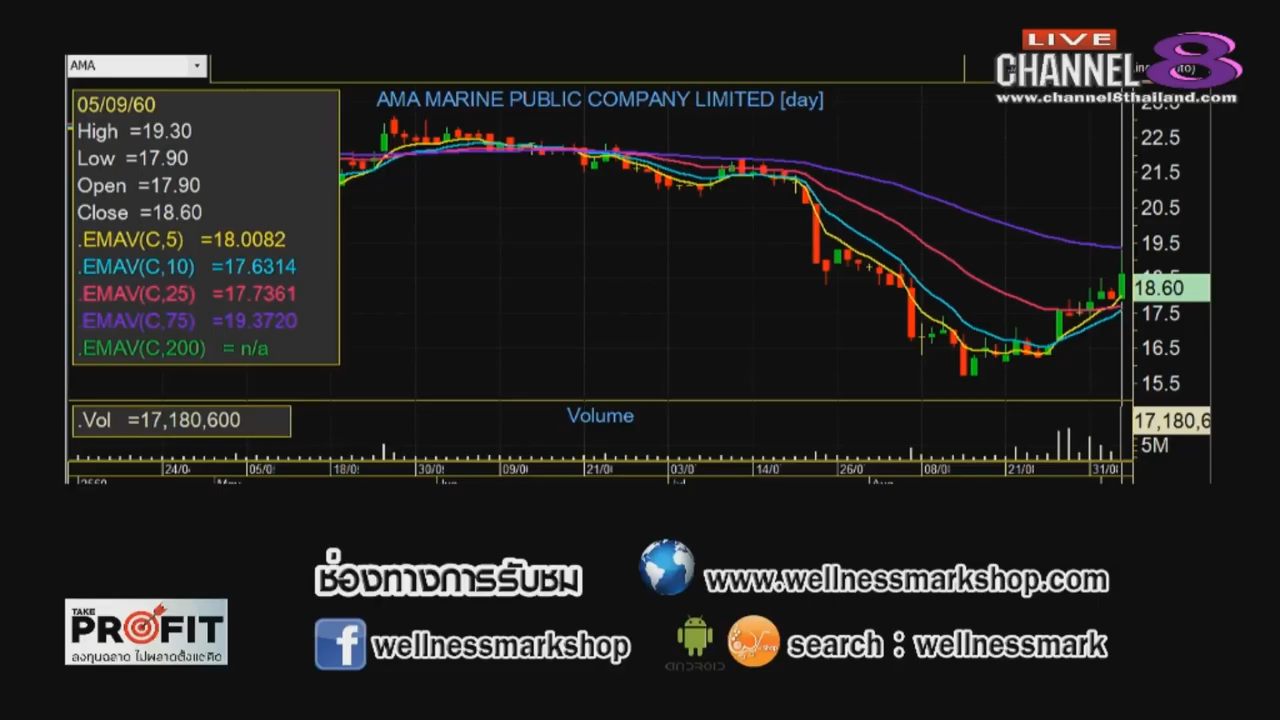 AMA
LIVE
CHANNEL 8
www.channel8thailand.com
05/09/60
High =19.30
Low =17.90
Open =17.90
Close =18.60
.EMAV(C,5) =18.0082
.EMAV(C,10) =17.6314
.EMAV(C,25) =17.7361
.EMAV(C,75) =19.3720
.EMAV(C,200) = n/a
AMA MARINE PUBLIC COMPANY LIMITED [day]
22.5
21.5
20.5
19.5
18.60
17.5
16.5
15.5
.Vol =17,180,600
Volume
17,180,6
5M
24/0
05/0
18/0
30/0
09/0
21/0
03/0
14/0
26/0
08/0
21/0
31/0
ช่องทางการรับชม
www.wellnessmarkshop.com
TAKE
PROFIT
ลงทุนฉลาด ไม่พลาดตั้งแต่คิด
wellnessmarkshop
ANDROID
search : wellnessmark